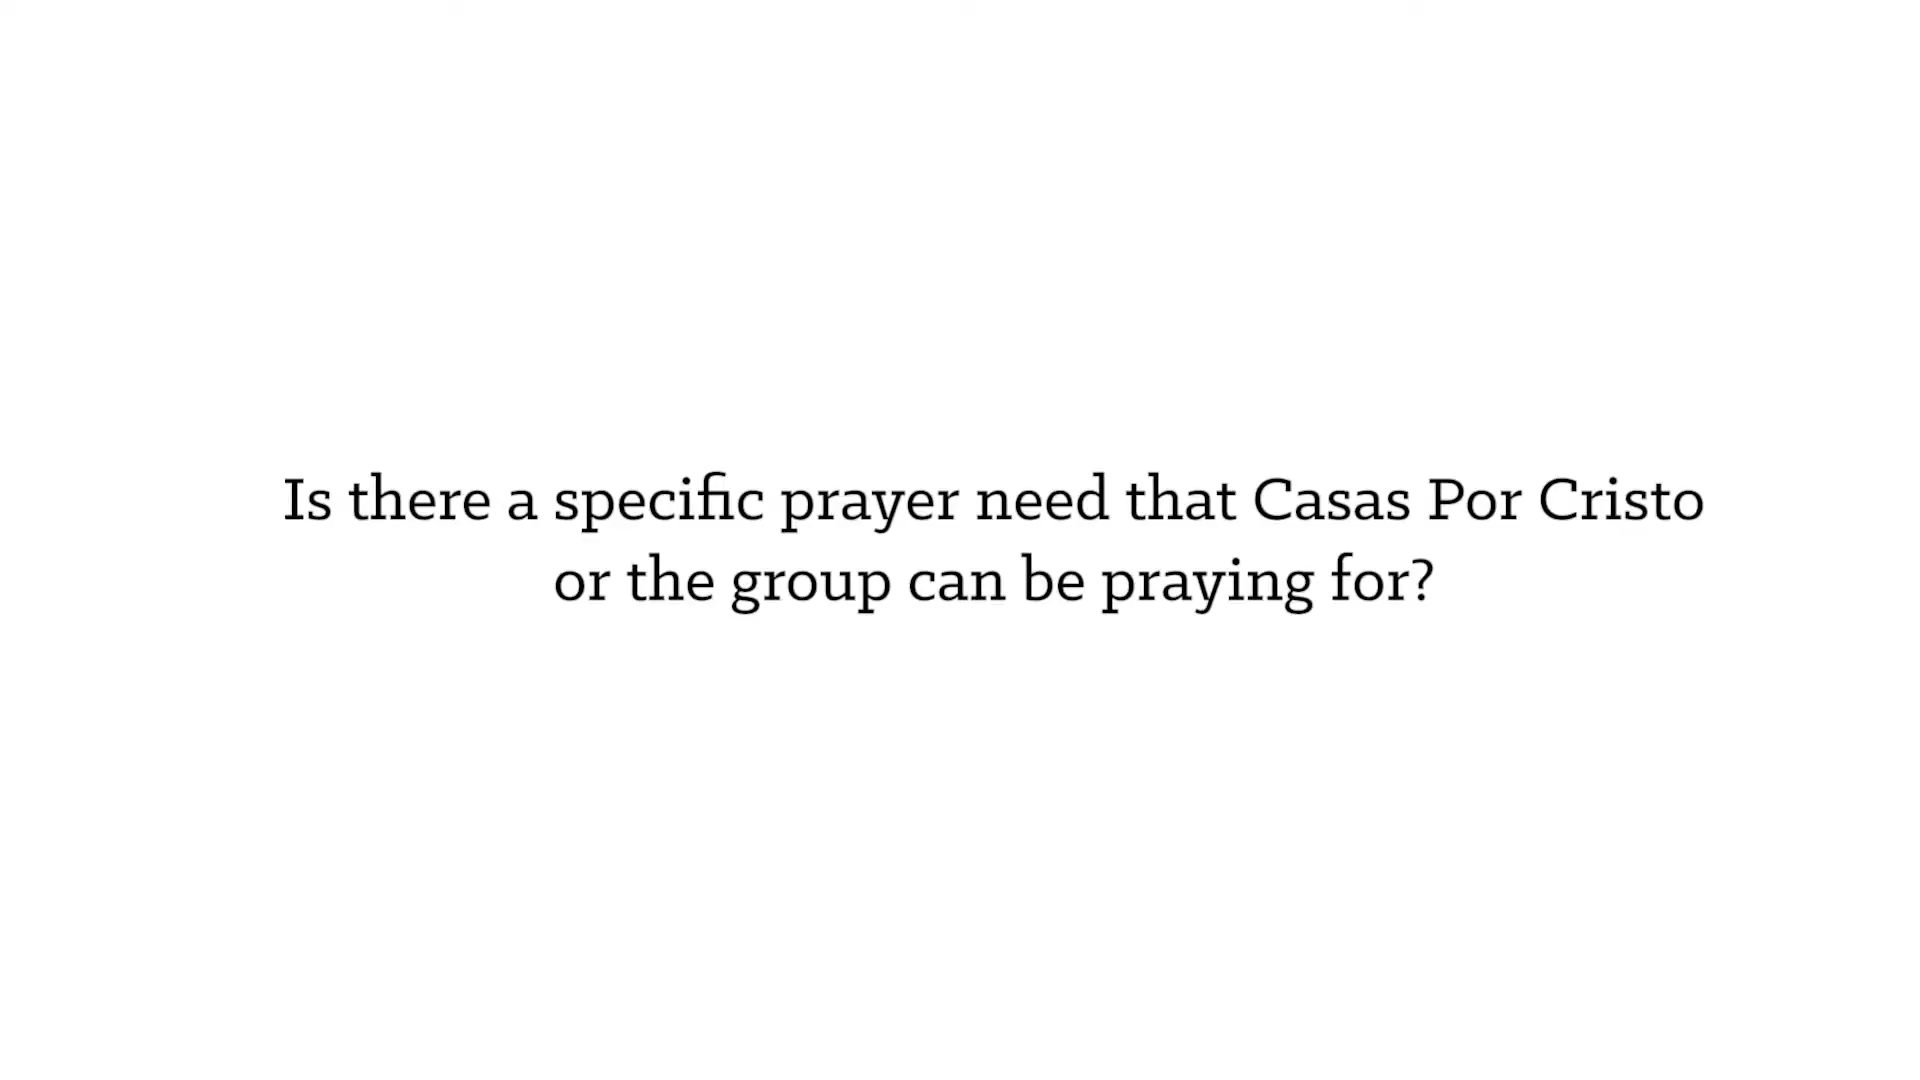 Is there a specific prayer need that Casas Por Cristo
or the group can be praying for?